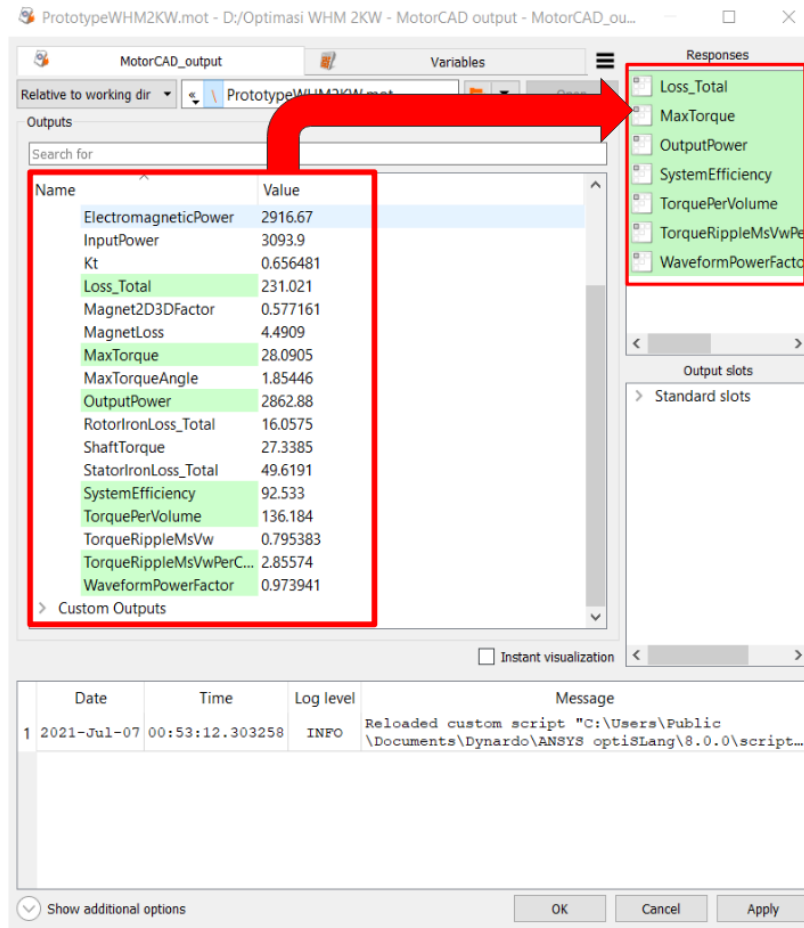 PrototypeWHM2KW.mot - D:/Optimasi WHM 2KW - MotorCAD output - MotorCAD_ou...
MotorCAD_output
Variables
Responses
Relative to working dir
Outputs
Search for
Name Value
ElectromagneticPower 2916.67
InputPower 3093.9
Kt 0.656481
Loss_Total 231.021
Magnet2D3DFactor 0.577161
MagnetLoss 4.4909
MaxTorque 28.0905
MaxTorqueAngle 1.85446
OutputPower 2862.88
RotorIronLoss_Total 16.0575
ShaftTorque 27.3385
StatorIronLoss_Total 49.6191
SystemEfficiency 92.533
TorquePerVolume 136.184
TorqueRippleMsVw 0.795383
TorqueRippleMsVwPerC... 2.85574
WaveformPowerFactor 0.973941
Custom Outputs
Loss_Total
MaxTorque
OutputPower
SystemEfficiency
TorquePerVolume
TorqueRippleMsVwPe
WaveformPowerFacto
Output slots
Standard slots
Instant visualization
Date Time Log level Message
1 2021-Jul-07 00:53:12.303258 INFO Reloaded custom script "C:\Users\Public
\Documents\Dynardo\ANSYS optiSLang\8.0.0\script...
Show additional options
OK Cancel Apply